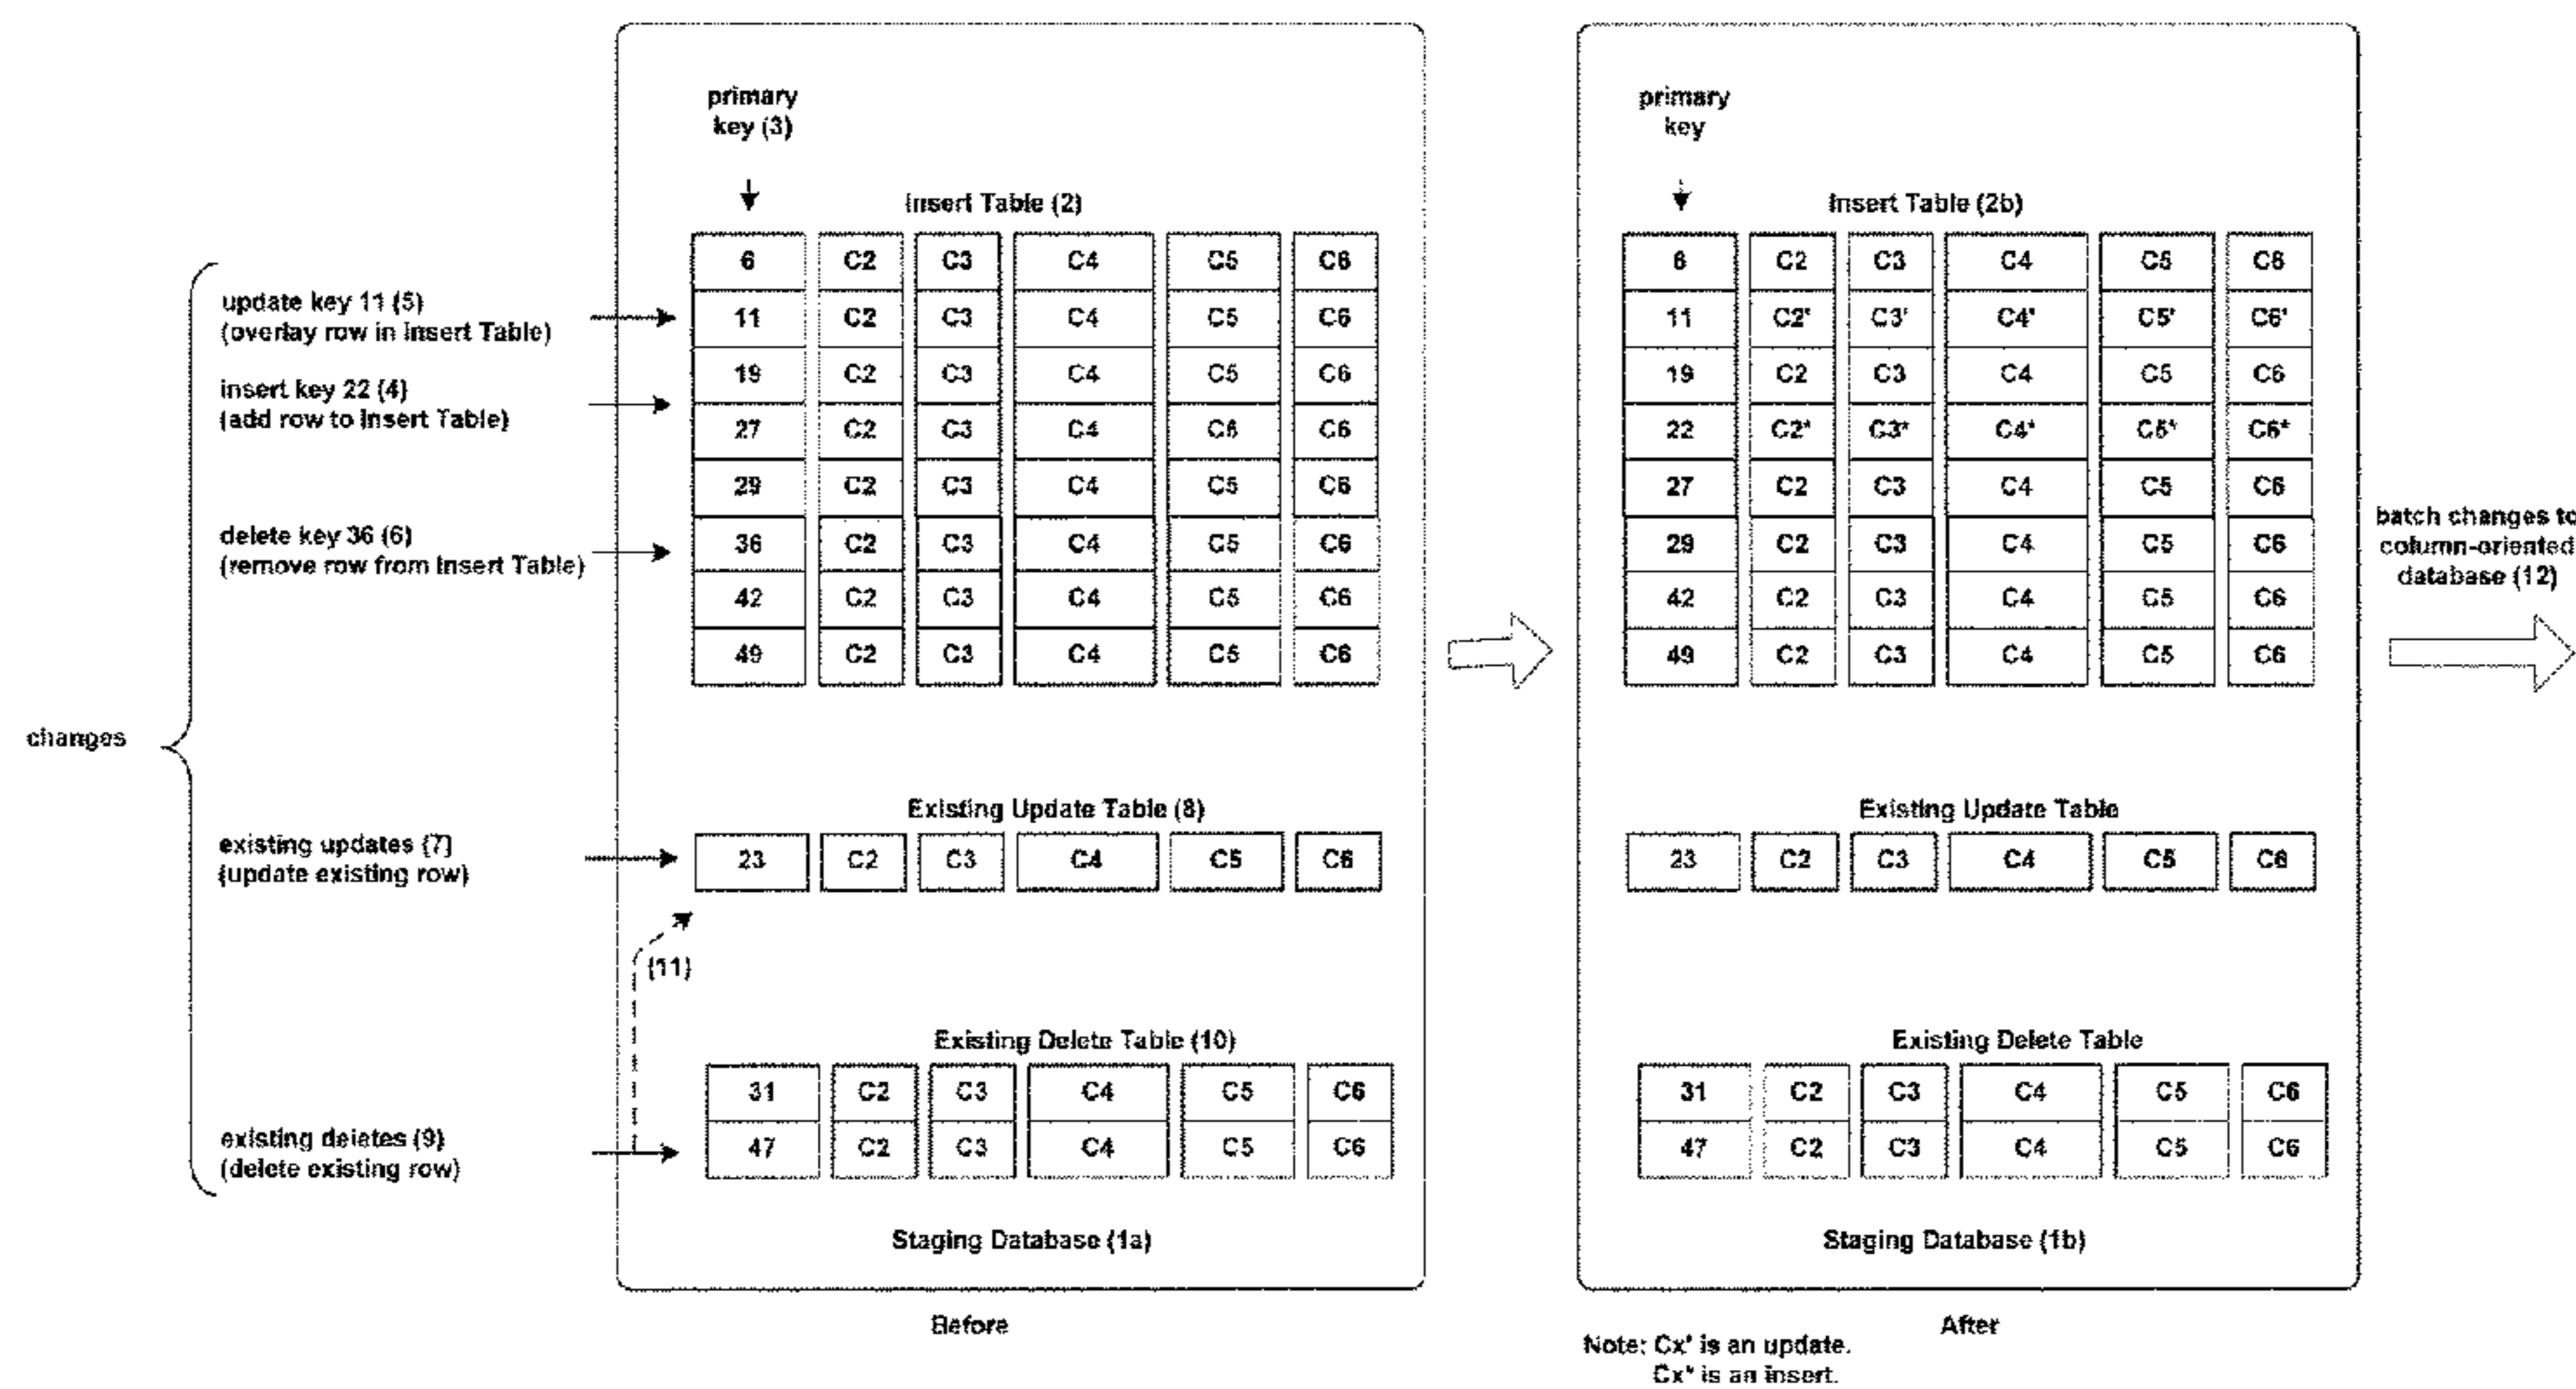 changes
update key 11 (5)
(overlay row in Insert Table)
insert key 22 (4)
(add row to Insert Table)
delete key 36 (6)
(remove row from Insert Table)
existing updates (7)
(update existing row)
existing deletes (9)
(delete existing row)
primary
key (3)
Insert Table (2)
6 C2 C3 C4 C5 C6
11 C2 C3 C4 C5 C6
19 C2 C3 C4 C5 C6
27 C2 C3 C4 C5 C6
29 C2 C3 C4 C5 C6
36 C2 C3 C4 C5 C6
42 C2 C3 C4 C5 C6
49 C2 C3 C4 C5 C6
Existing Update Table (8)
23 C2 C3 C4 C5 C6
(11)
Existing Delete Table (10)
31 C2 C3 C4 C5 C6
47 C2 C3 C4 C5 C6
Staging Database (1a)
Before
primary
key
Insert Table (2b)
6 C2 C3 C4 C5 C6
11 C2' C3' C4' C5' C6'
19 C2 C3 C4 C5 C6
22 C2* C3* C4* C5* C6*
27 C2 C3 C4 C5 C6
29 C2 C3 C4 C5 C6
42 C2 C3 C4 C5 C6
49 C2 C3 C4 C5 C6
Existing Update Table
23 C2 C3 C4 C5 C6
Existing Delete Table
31 C2 C3 C4 C5 C6
47 C2 C3 C4 C5 C6
Staging Database (1b)
After
Note: Cx' is an update.
Cx* is an insert.
batch changes to
column-oriented
database (12)